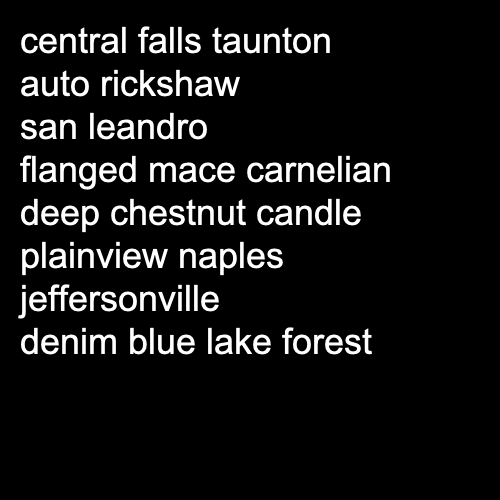 central falls taunton
auto rickshaw
san leandro
flanged mace carnelian
deep chestnut candle
plainview naples
jeffersonville
denim blue lake forest